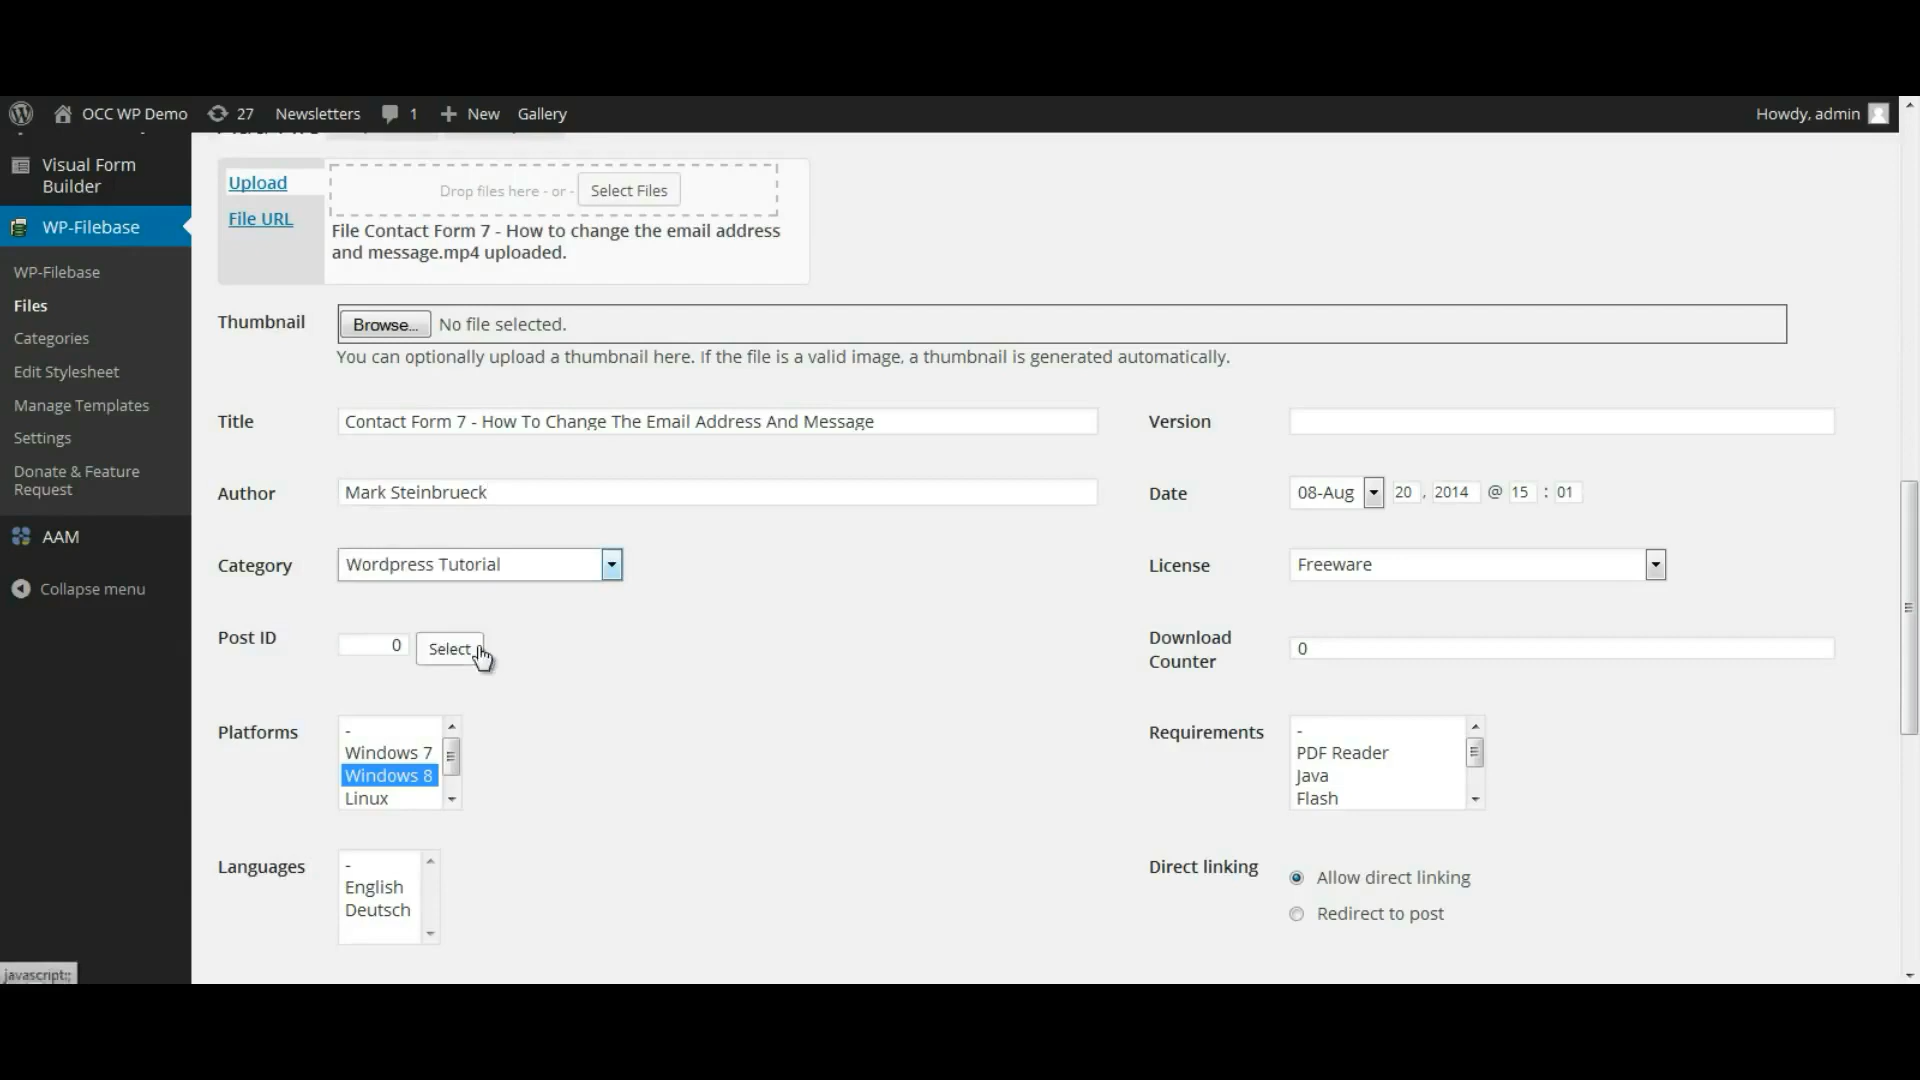 OCC WP Demo 27 Newsletters 1 New Gallery Howdy, admin
Visual Form
Builder
WP-Filebase
WP-Filebase
Files
Categories
Edit Stylesheet
Manage Templates
Settings
Donate & Feature
Request
AAM
Collapse menu
Upload
File URL
Drop files here - or - Select Files
File Contact Form 7 - How to change the email address
and message.mp4 uploaded.
Thumbnail Browse... No file selected.
You can optionally upload a thumbnail here. If the file is a valid image, a thumbnail is generated automatically.
Title Contact Form 7 - How To Change The Email Address And Message Version
Author Mark Steinbrueck Date 08-Aug 20 , 2014 @ 15 : 01
Category Wordpress Tutorial License Freeware
Post ID 0 Select
Download
Counter
0
Platforms
-
Windows 7
Windows 8
Linux
Requirements
-
PDF Reader
Java
Flash
Languages
-
English
Deutsch
Direct linking
Allow direct linking
Redirect to post
javascript:;